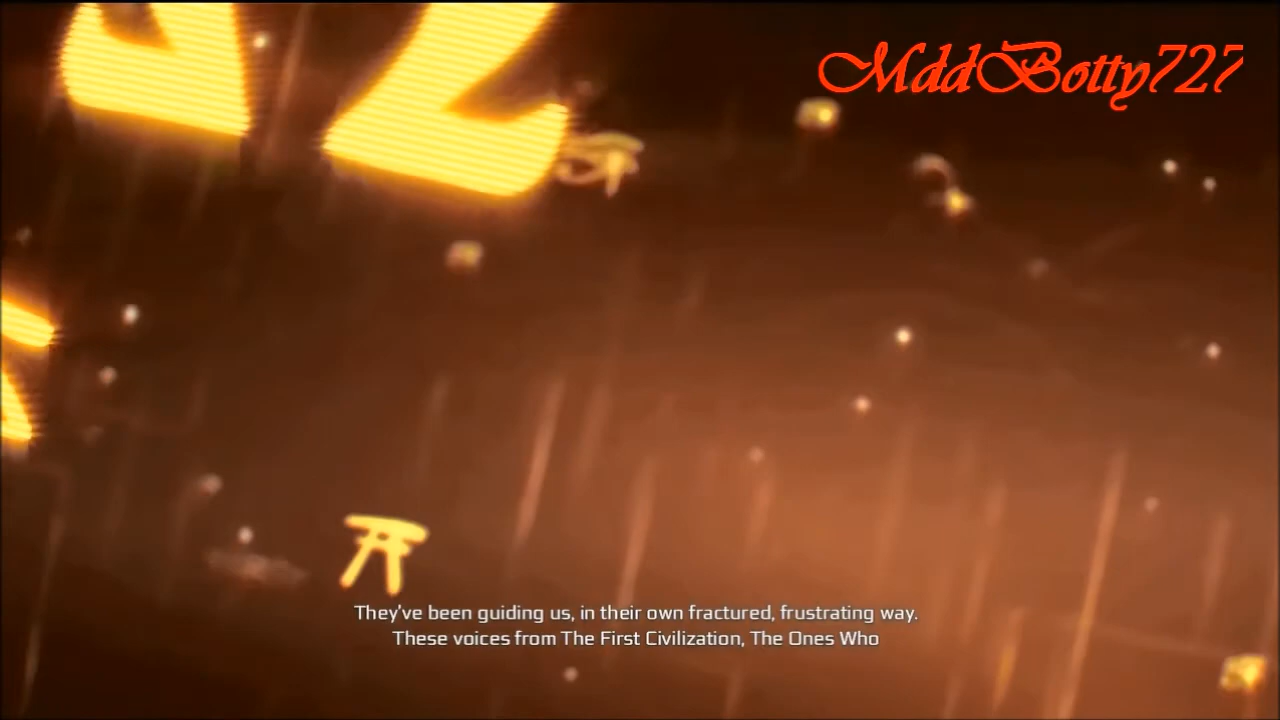 MddBotty727
They've been guiding us, in their own fractured, frustrating way.
These voices from The First Civilization, The Ones Who